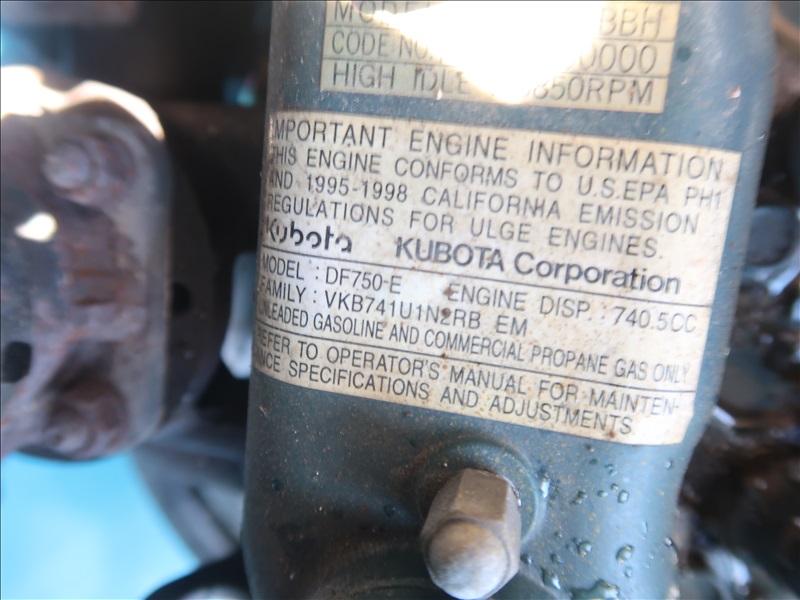 CODE NO.
HIGH IDLE 3850RPM
IMPORTANT ENGINE INFORMATION
THIS ENGINE CONFORMS TO U.S.EPA PH1
AND 1995-1998 CALIFORNIA EMISSION
REGULATIONS FOR ULGE ENGINES.
Kubota KUBOTA Corporation
MODEL : DF750-E ENGINE DISP. : 740.5CC
FAMILY : VKB741U1N2RB EM
UNLEADED GASOLINE AND COMMERCIAL PROPANE GAS ONLY
REFER TO OPERATOR'S MANUAL FOR MAINTEN-
ANCE SPECIFICATIONS AND ADJUSTMENTS